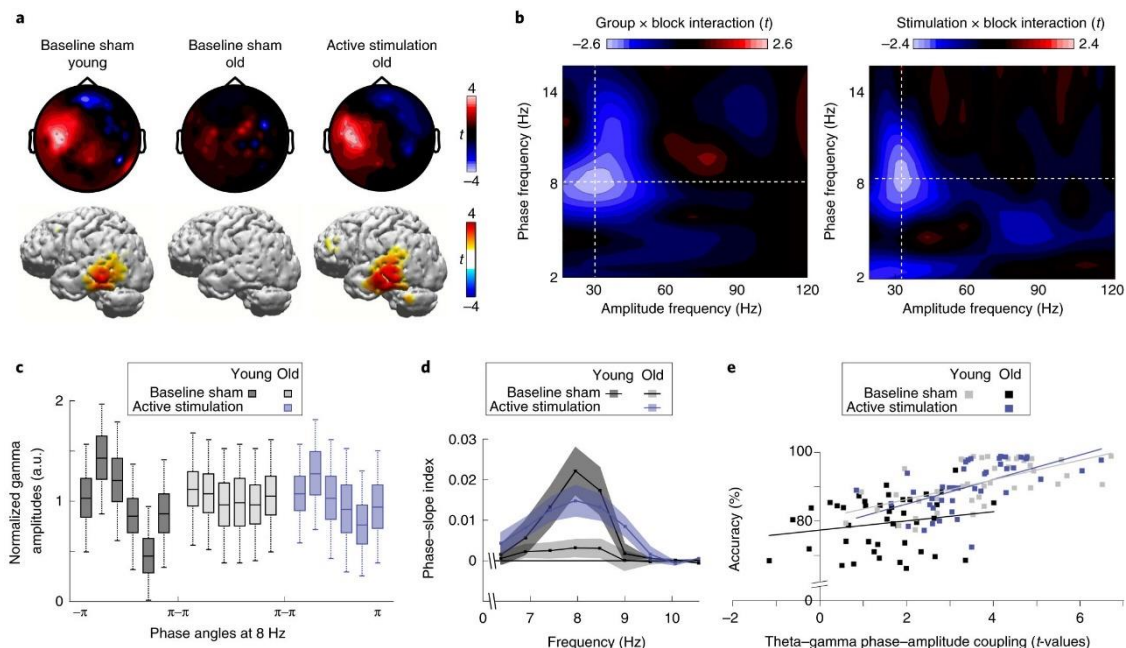 a
Baseline sham
young
Baseline sham
old
Active stimulation
old
4
t
−4
4
t
−4
b
Group × block interaction (t)
−2.6 2.6
Phase frequency (Hz)
14
8
2
30 60 90 120
Amplitude frequency (Hz)
Stimulation × block interaction (t)
−2.4 2.4
Phase frequency (Hz)
14
8
2
30 60 90 120
Amplitude frequency (Hz)
c
Young Old
Baseline sham
Active stimulation
Normalized gamma
amplitudes (a.u.)
2
1
0
−π π−π π−π π
Phase angles at 8 Hz
d
Young Old
Baseline sham
Active stimulation
Phase–slope index
0.03
0.02
0.01
0
0 7 8 9 10
Frequency (Hz)
e
Young Old
Baseline sham
Active stimulation
Accuracy (%)
100
80
60
0
−2 0 2 4 6
Theta–gamma phase–amplitude coupling (t-values)